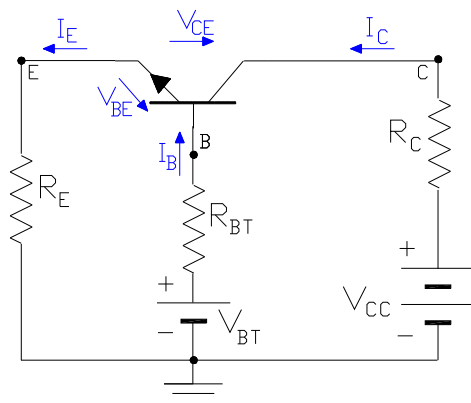 I_E V_CE I_C
E C
V_BE
B
I_B
R_E R_BT R_C
+ +
V_BT V_CC
- -